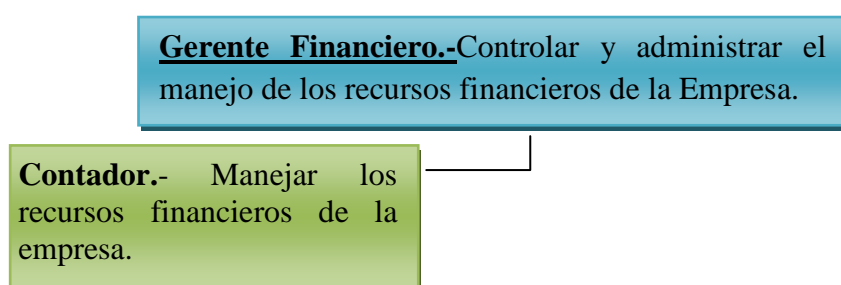 Gerente Financiero.-Controlar y administrar el
manejo de los recursos financieros de la Empresa.
Contador.- Manejar los
recursos financieros de la
empresa.